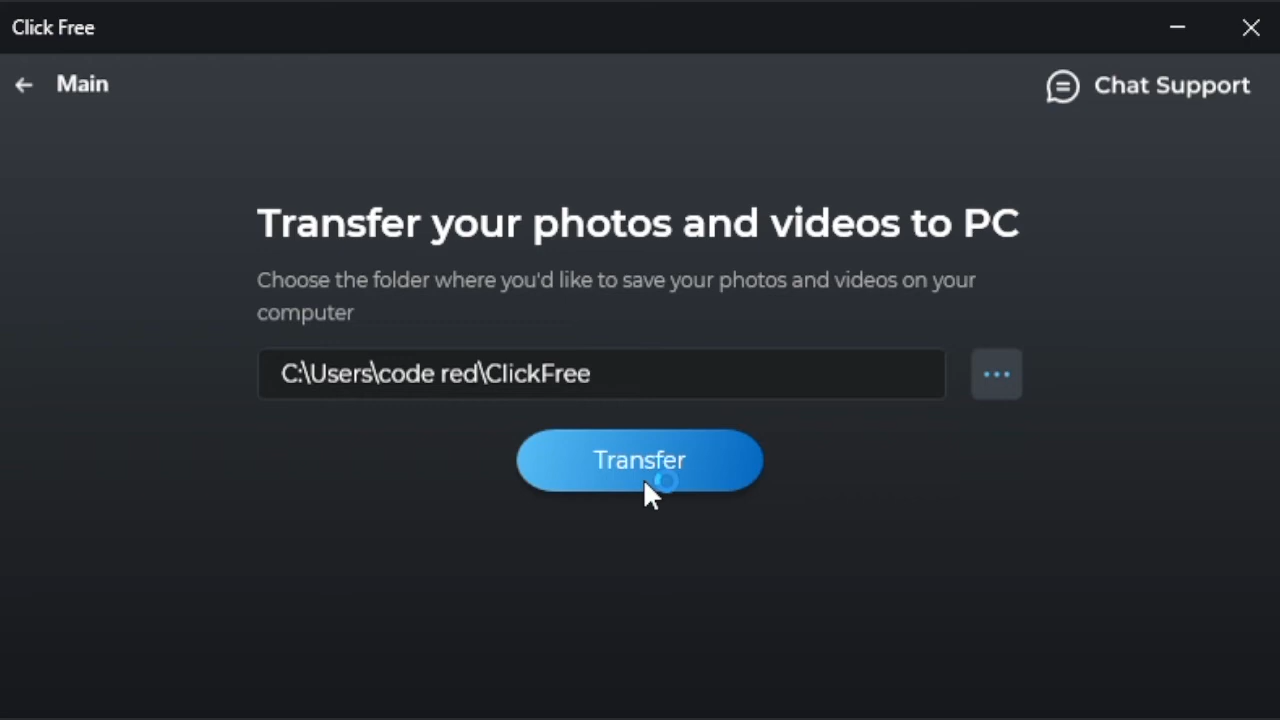 Click Free
Main
Chat Support
Transfer your photos and videos to PC
Choose the folder where you'd like to save your photos and videos on your
computer
C:\Users\code red\ClickFree
Transfer